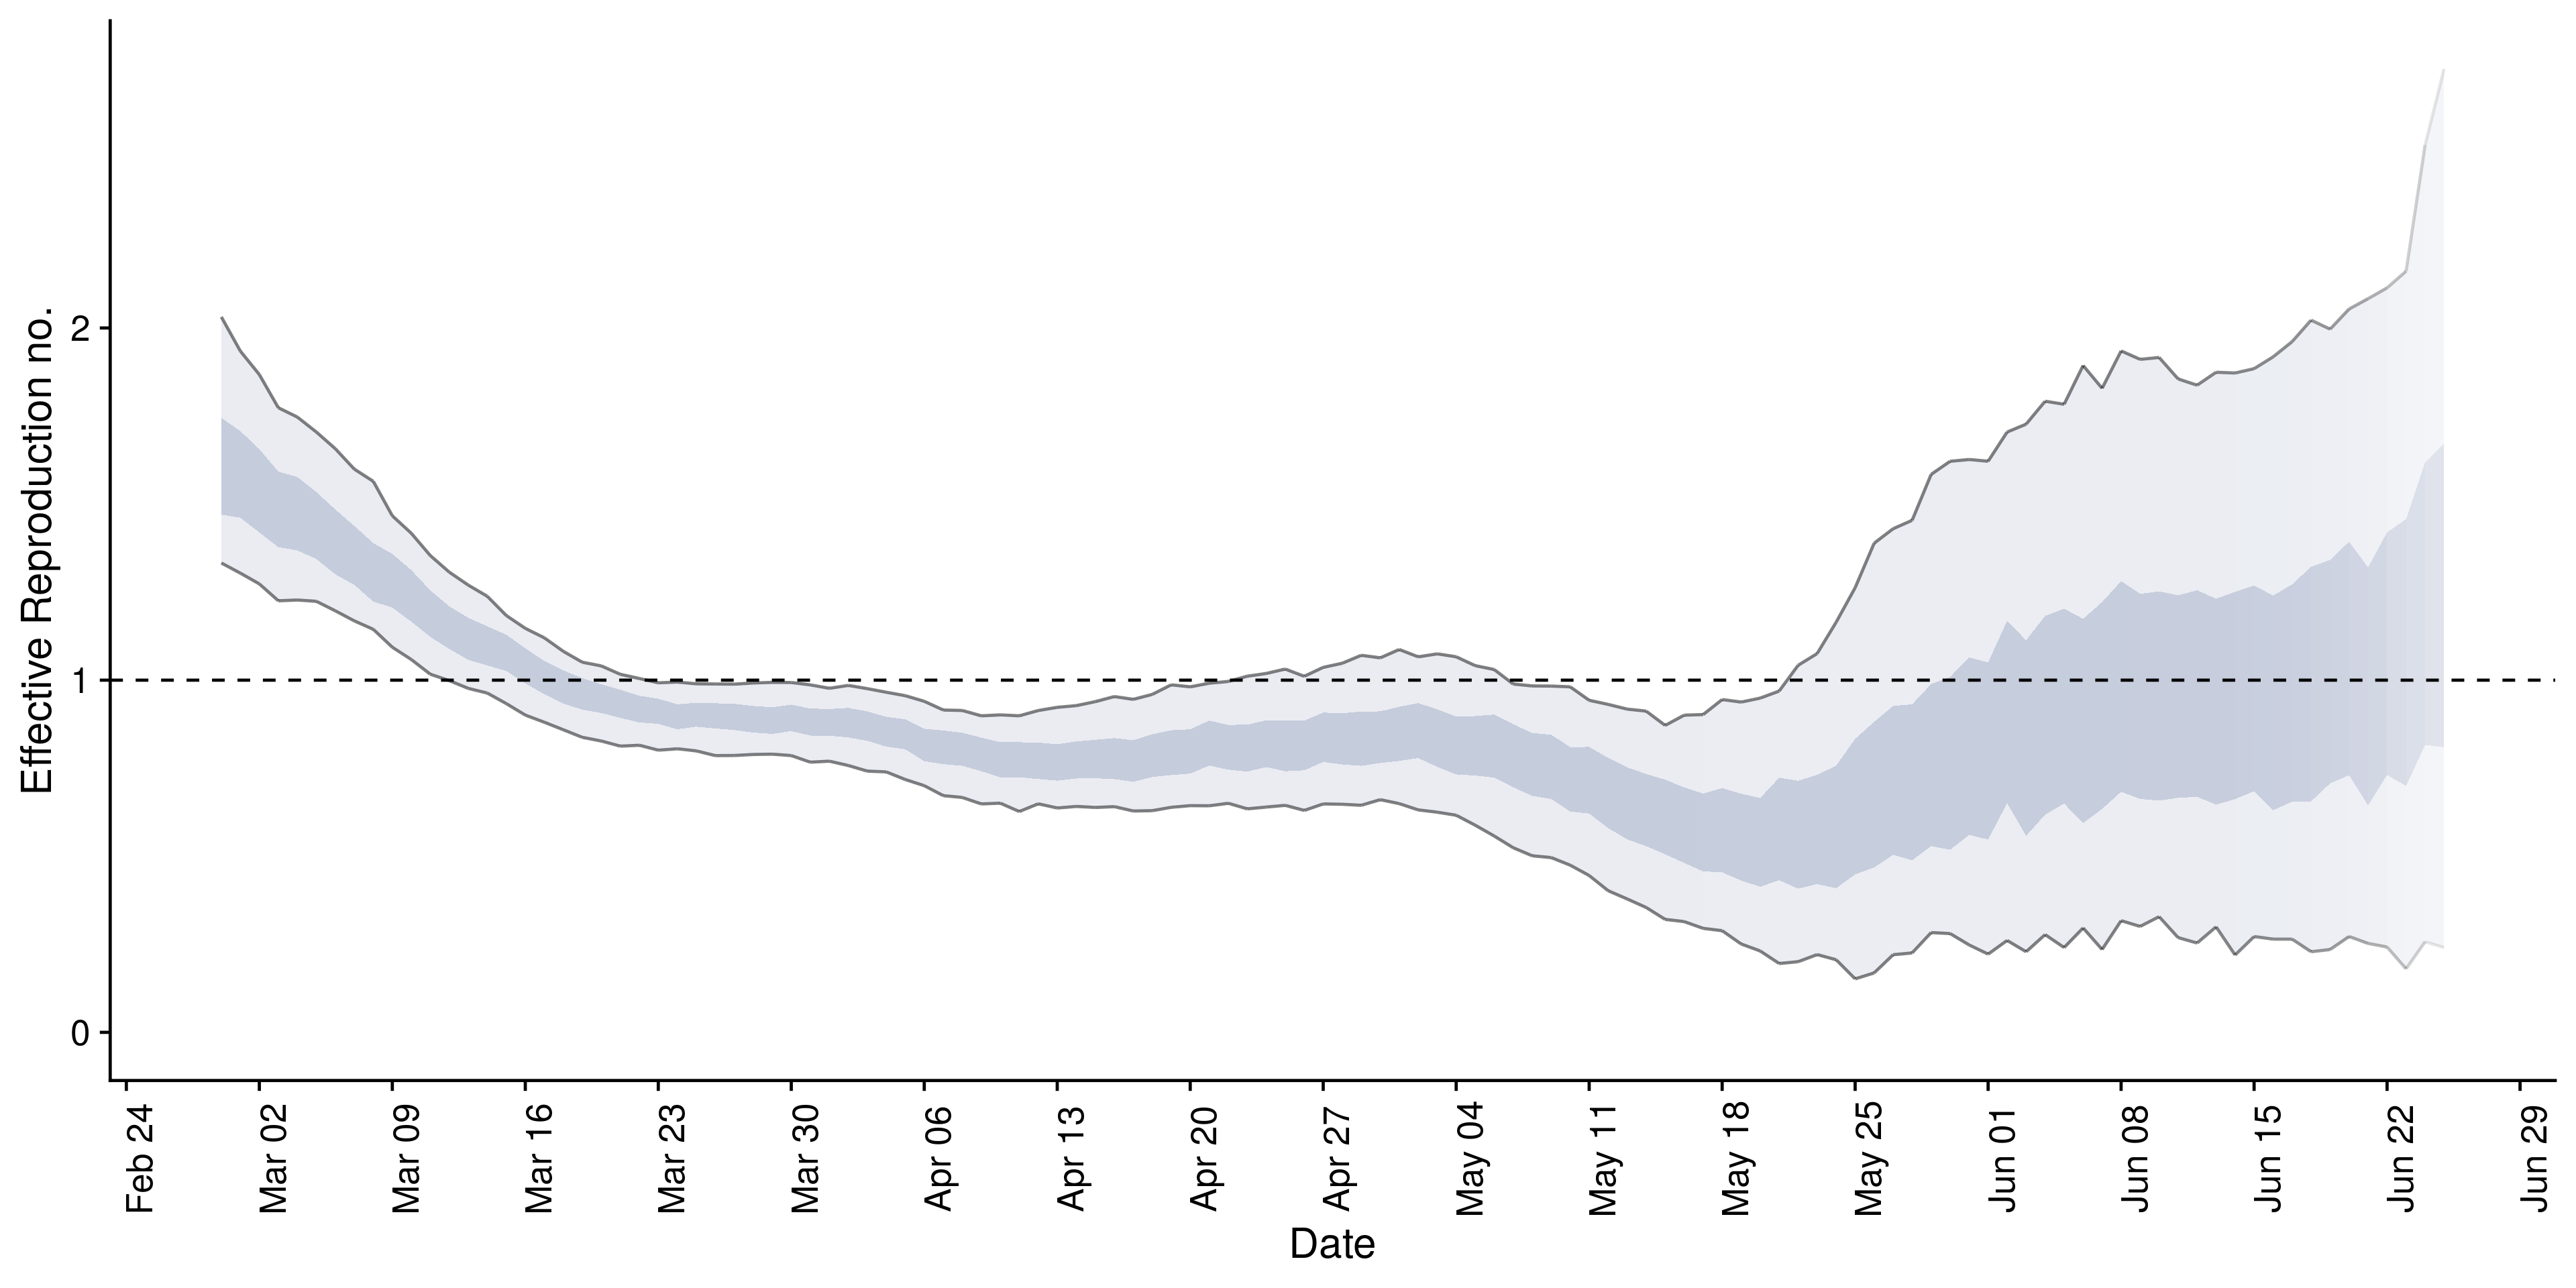 Effective Reproduction no.
2
1
0
Feb 24
Mar 02
Mar 09
Mar 16
Mar 23
Mar 30
Apr 06
Apr 13
Apr 20
Apr 27
May 04
May 11
May 18
May 25
Jun 01
Jun 08
Jun 15
Jun 22
Jun 29
Date